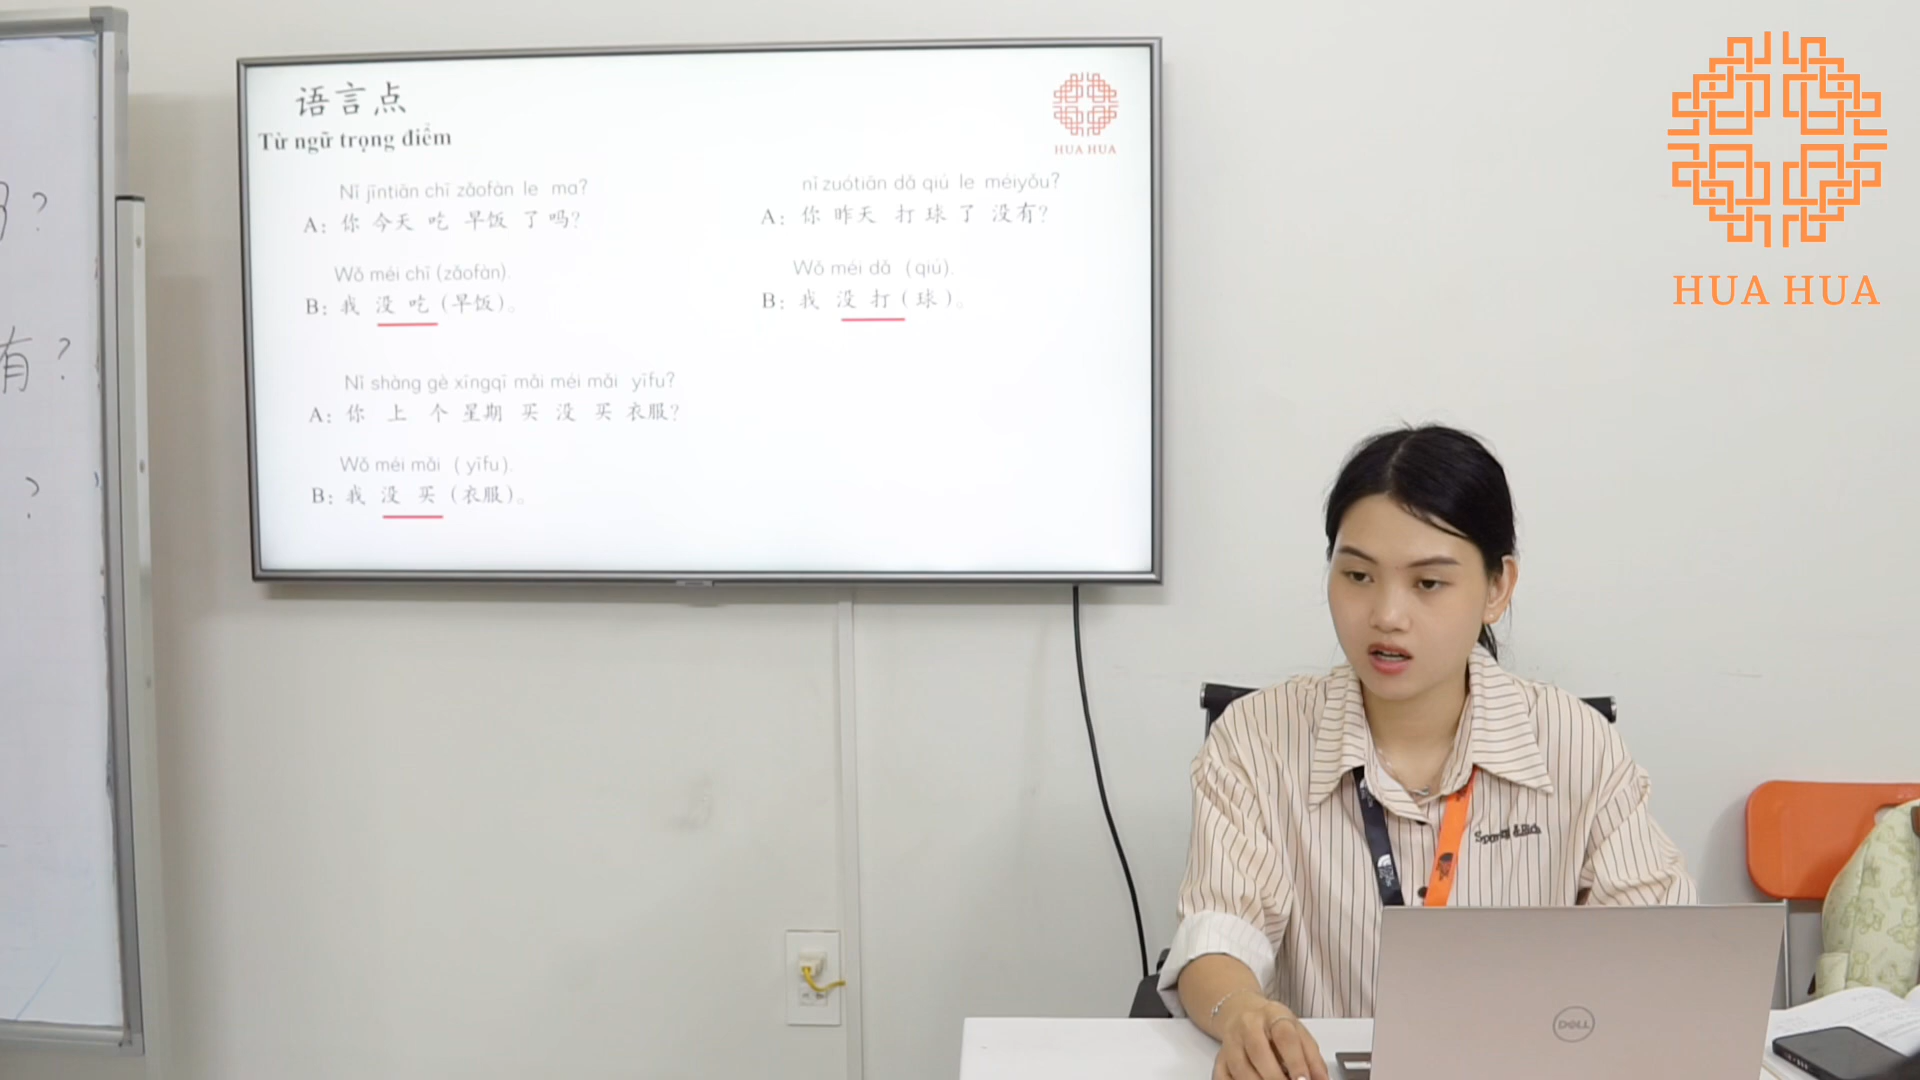 语言点
Từ ngữ trọng điểm
HUA HUA
Nǐ jīntiān chī zǎofàn le ma?
A: 你 今天 吃 早饭 了 吗?
Wǒ méi chī (zǎofàn).
B: 我 没 吃 (早饭)。
nǐ zuótiān dǎ qiú le méiyǒu?
A: 你 昨天 打 球 了 没有?
Wǒ méi dǎ (qiú).
B: 我 没 打 ( 球 )。
Nǐ shàng gè xīngqī mǎi méi mǎi yīfu?
A: 你 上 个 星期 买 没 买 衣服?
Wǒ méi mǎi ( yīfu).
B: 我 没 买 (衣服)。
HUA HUA
?
有 ?
?
DELL